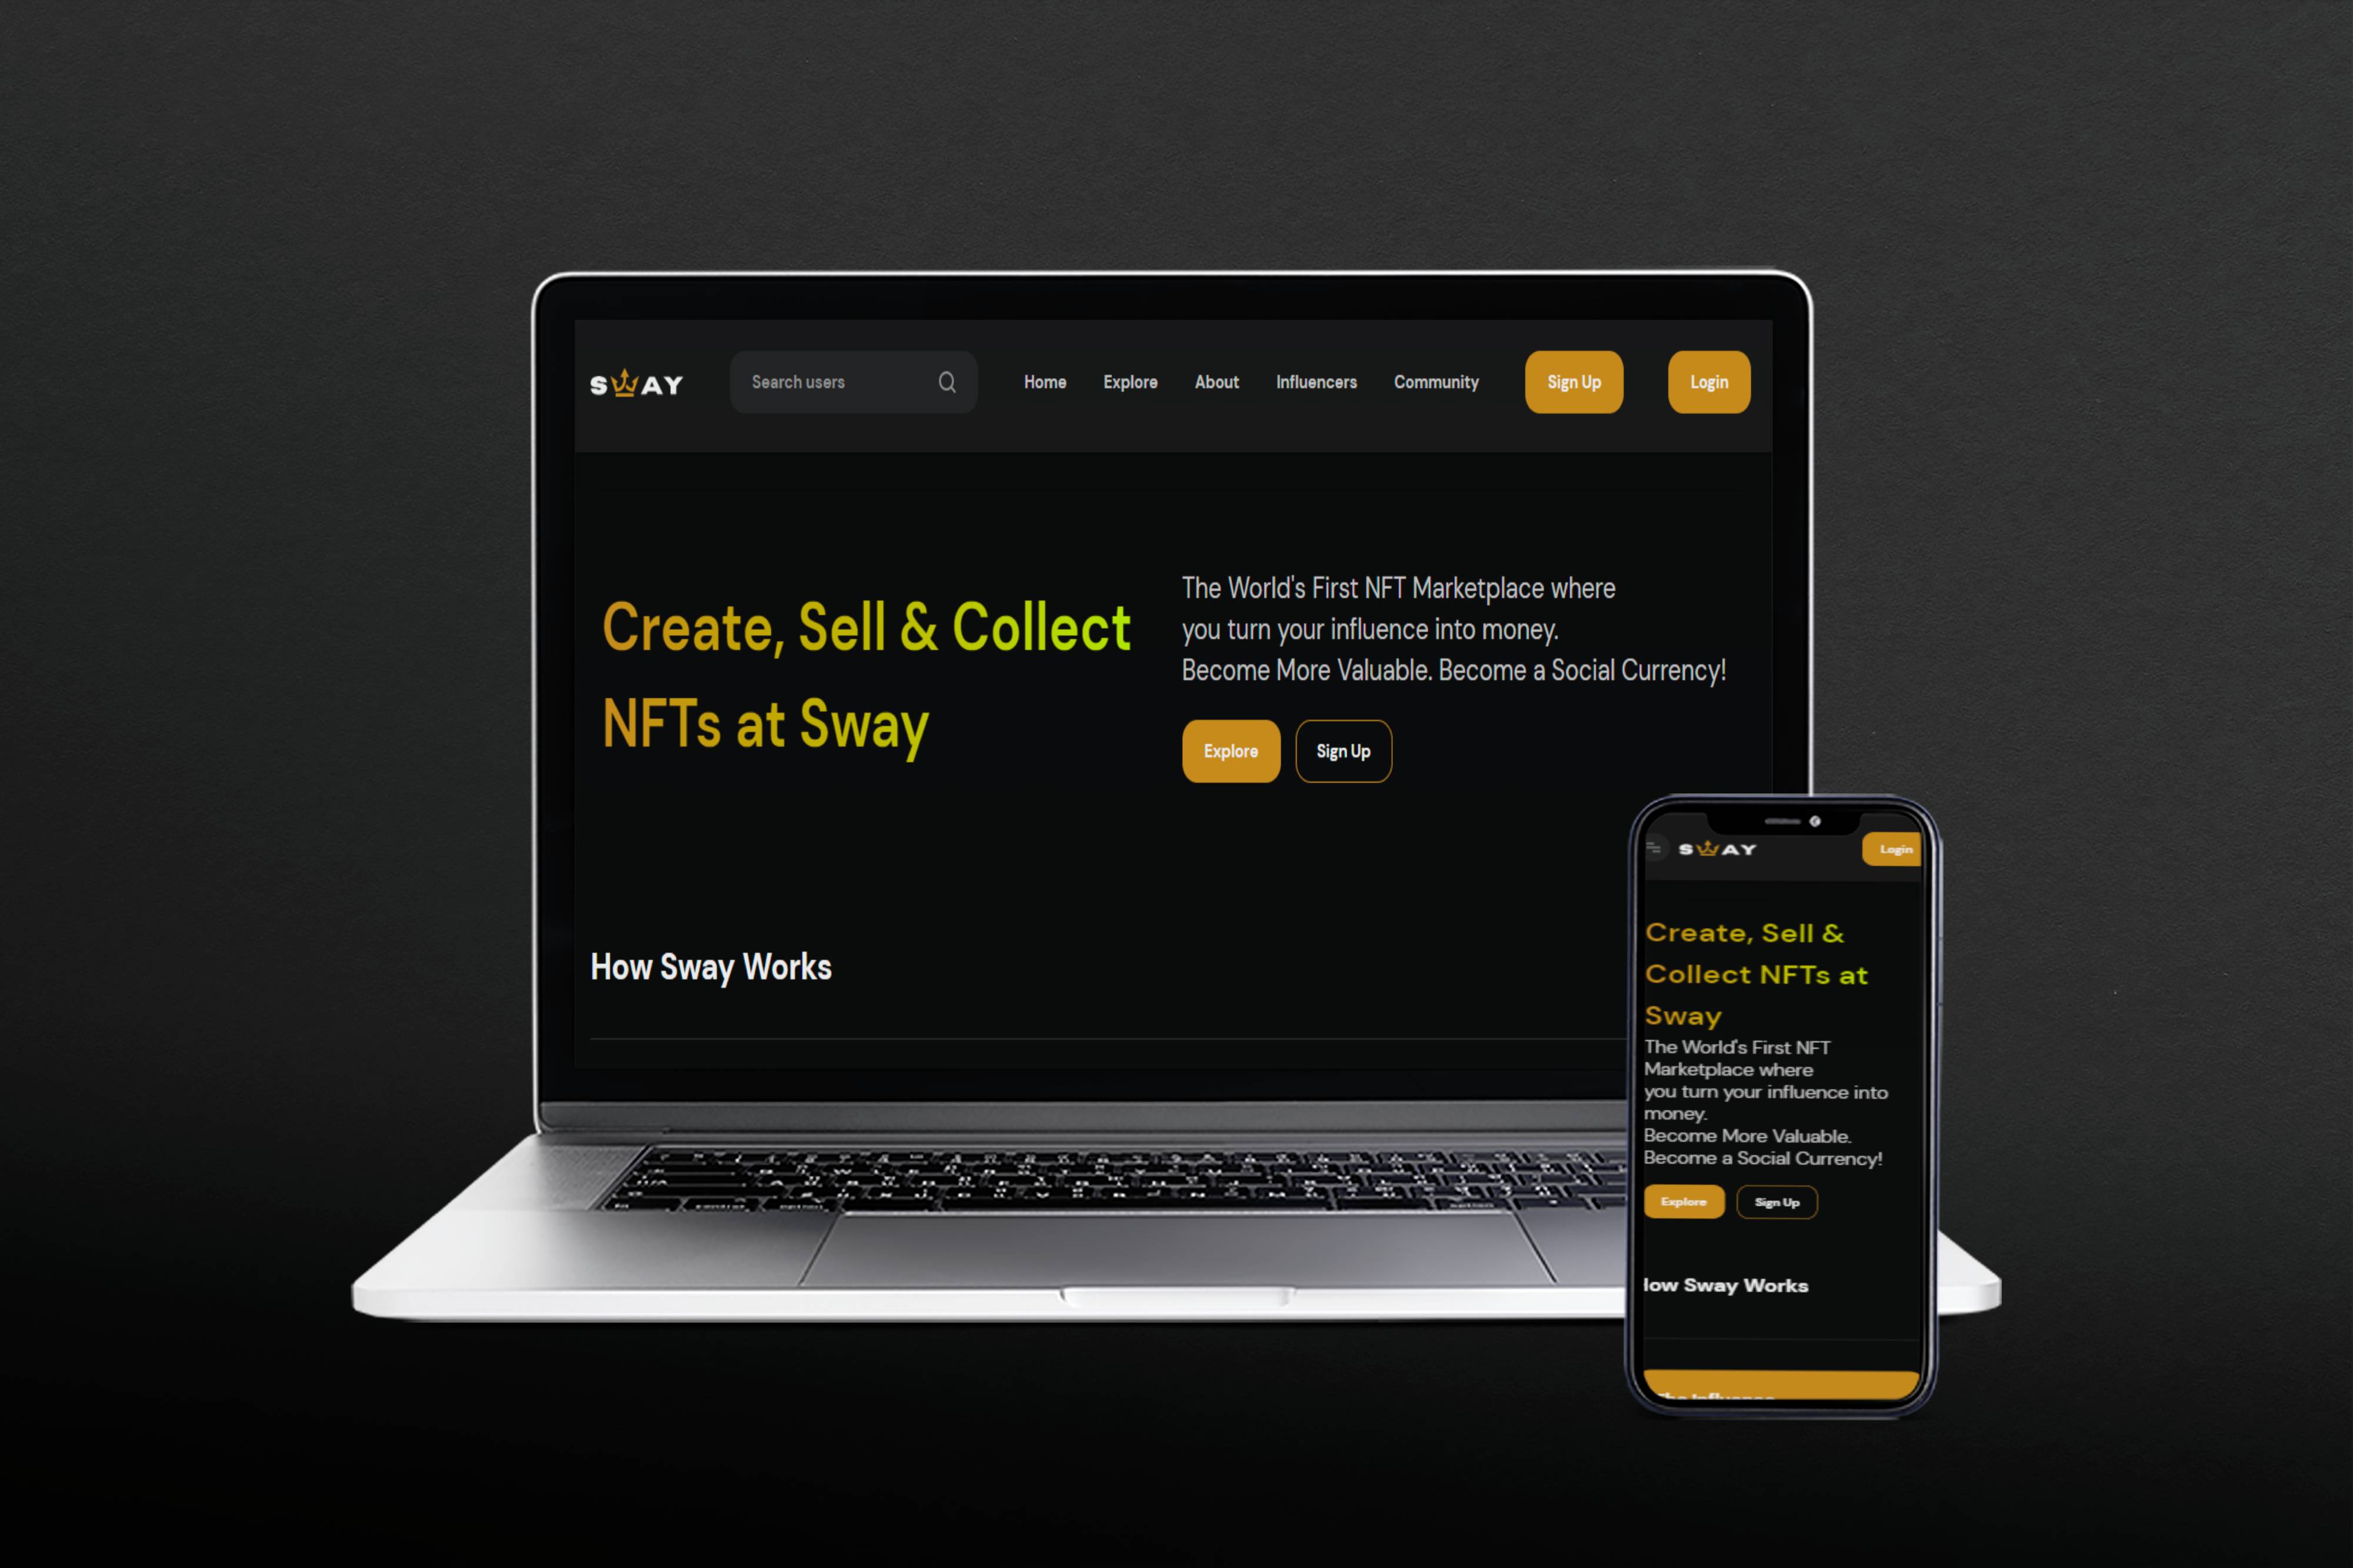 SWAY
Search users
Home Explore About Influencers Community Sign Up Login
Create, Sell & Collect
NFTs at Sway
The World's First NFT Marketplace where
you turn your influence into money.
Become More Valuable. Become a Social Currency!
Explore Sign Up
How Sway Works
SWAY Login
Create, Sell &
Collect NFTs at
Sway
The World's First NFT
Marketplace where
you turn your influence into
money.
Become More Valuable.
Become a Social Currency!
Explore Sign Up
Sway Works